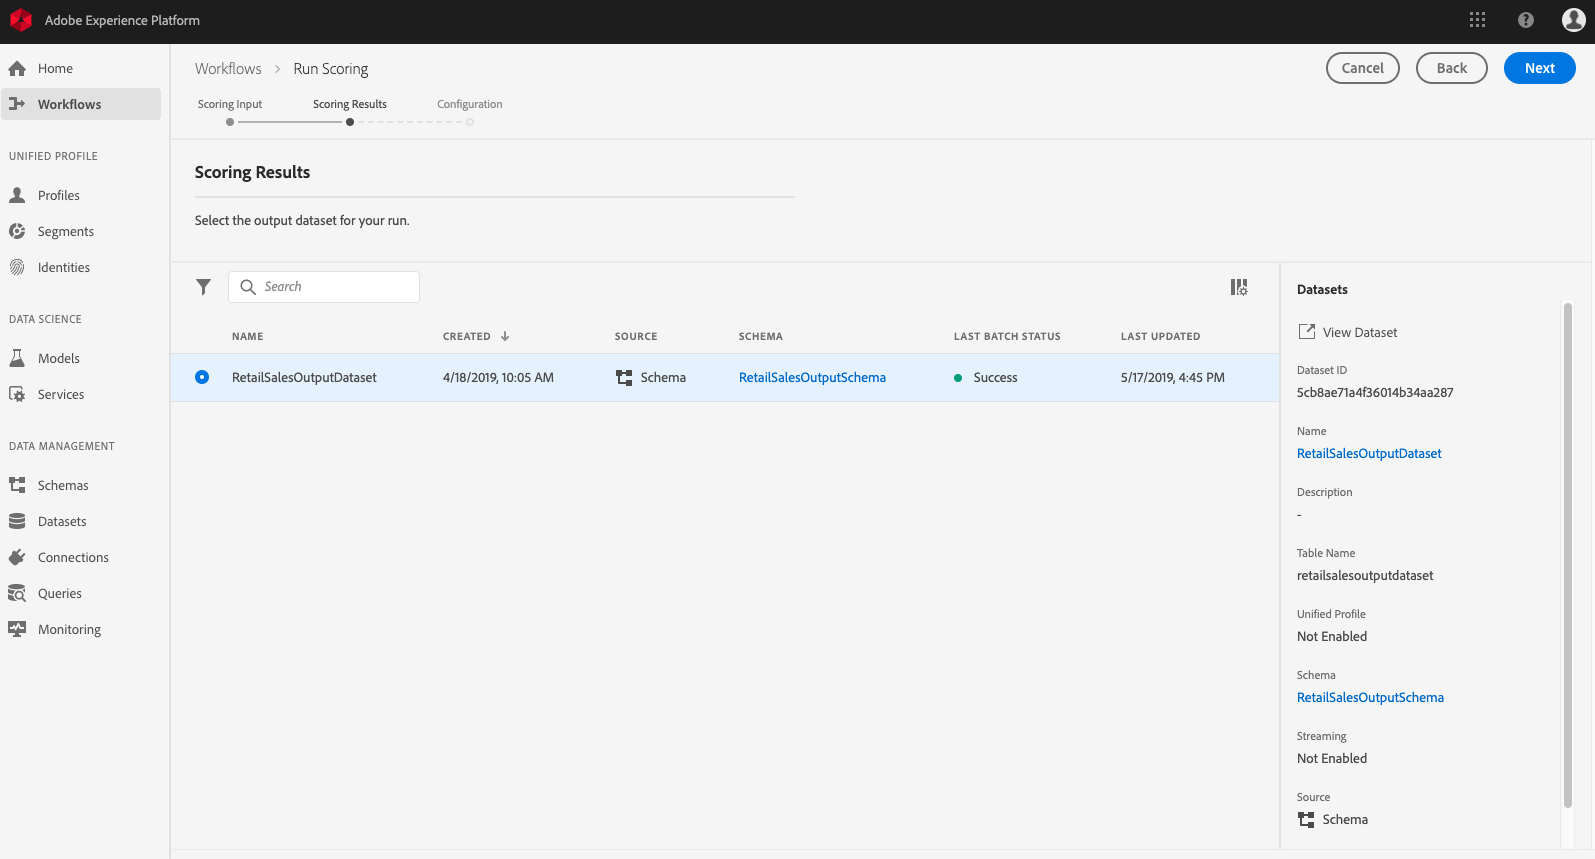 Adobe Experience Platform
Home
Workflows
UNIFIED PROFILE
Profiles
Segments
Identities
DATA SCIENCE
Models
Services
DATA MANAGEMENT
Schemas
Datasets
Connections
Queries
Monitoring
Workflows > Run Scoring
Cancel
Back
Next
Scoring Input
Scoring Results
Configuration
Scoring Results
Select the output dataset for your run.
Search
NAME CREATED ↓ SOURCE SCHEMA LAST BATCH STATUS LAST UPDATED
RetailSalesOutputDataset 4/18/2019, 10:05 AM Schema RetailSalesOutputSchema Success 5/17/2019, 4:45 PM
Datasets
View Dataset
Dataset ID
5cb8ae71a4f36014b34aa287
Name
RetailSalesOutputDataset
Description
-
Table Name
retailsalesoutputdataset
Unified Profile
Not Enabled
Schema
RetailSalesOutputSchema
Streaming
Not Enabled
Source
Schema